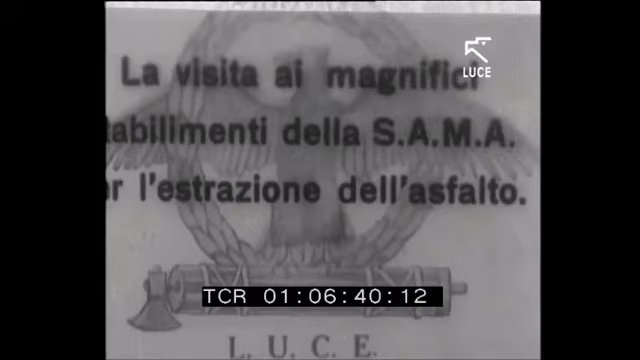 LUCE
La visita ai magnifici
tabilimenti della S.A.M.A.
r l'estrazione dell'asfalto.
TCR 01:06:40:12
L. U. C. E.